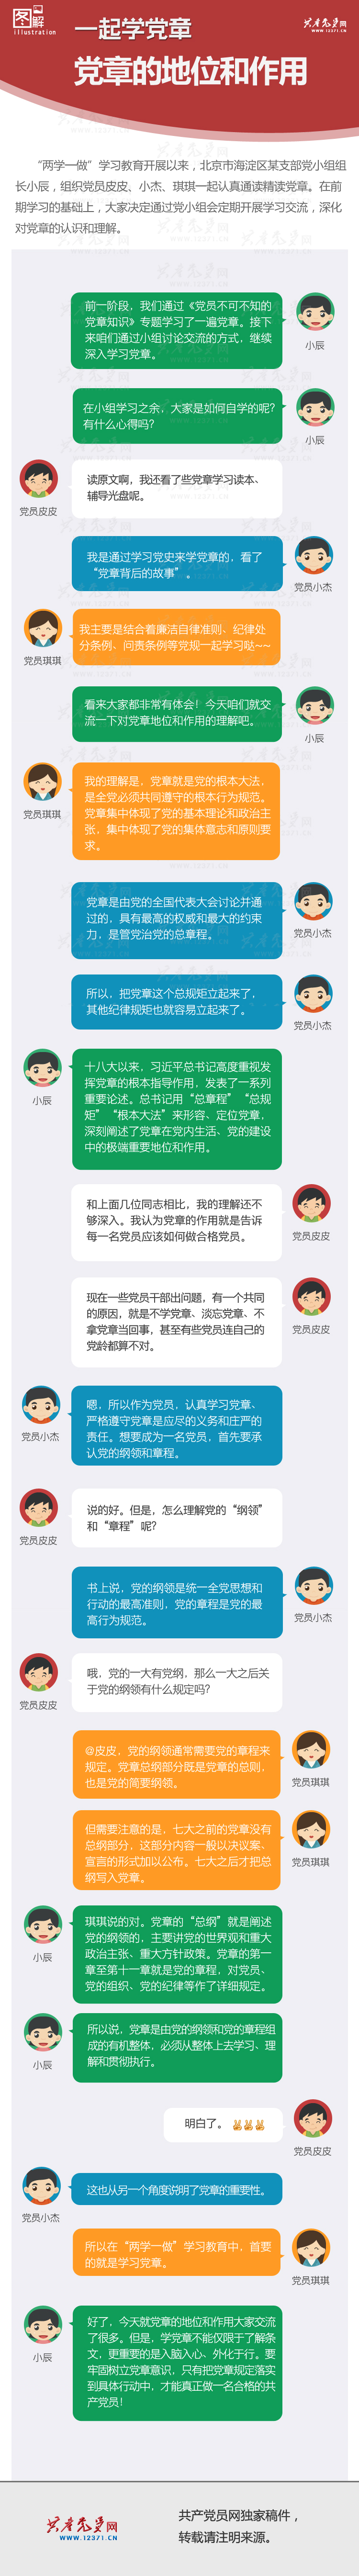 图解
illustration
共产党员网
WWW.12371.CN
一起学党章
党章的地位和作用
“两学一做”学习教育开展以来，北京市海淀区某支部党小组组
长小辰，组织党员皮皮、小杰、琪琪一起认真通读精读党章。在前
期学习的基础上，大家决定通过党小组会定期开展学习交流，深化
对党章的认识和理解。
前一阶段，我们通过《党员不可不知的
党章知识》专题学习了一遍党章。接下
来咱们通过小组讨论交流的方式，继续
深入学习党章。
小辰
在小组学习之余，大家是如何自学的呢？
有什么心得吗？
小辰
读原文啊，我还看了些党章学习读本、
辅导光盘呢。
党员皮皮
我是通过学习党史来学党章的，看了
“党章背后的故事”。
党员小杰
我主要是结合着廉洁自律准则、纪律处
分条例、问责条例等党规一起学习哒~~
党员琪琪
看来大家都非常有体会！今天咱们就交
流一下对党章地位和作用的理解吧。
小辰
我的理解是，党章就是党的根本大法，
是全党必须共同遵守的根本行为规范。
党章集中体现了党的基本理论和政治主
张，集中体现了党的集体意志和原则要
求。
党员琪琪
党章是由党的全国代表大会讨论并通
过的，具有最高的权威和最大的约束
力，是管党治党的总章程。
党员小杰
所以，把党章这个总规矩立起来了，
其他纪律规矩也就容易立起来了。
党员小杰
十八大以来，习近平总书记高度重视发
挥党章的根本指导作用，发表了一系列
重要论述。总书记用“总章程”“总规
矩”“根本大法”来形容、定位党章，
深刻阐述了党章在党内生活、党的建设
中的极端重要地位和作用。
小辰
和上面几位同志相比，我的理解还不
够深入。我认为党章的作用就是告诉
每一名党员应该如何做合格党员。
党员皮皮
现在一些党员干部出问题，有一个共同
的原因，就是不学党章、淡忘党章、不
拿党章当回事，甚至有些党员连自己的
党龄都算不对。
党员皮皮
嗯，所以作为党员，认真学习党章、
严格遵守党章是应尽的义务和庄严的
责任。想要成为一名党员，首先要承
认党的纲领和章程。
党员小杰
说的好。但是，怎么理解党的“纲领”
和“章程”呢？
党员皮皮
书上说，党的纲领是统一全党思想和
行动的最高准则，党的章程是党的最
高行为规范。
党员小杰
哦，党的一大有党纲，那么一大之后关
于党的纲领有什么规定吗？
党员皮皮
@皮皮，党的纲领通常需要党的章程来
规定。党章总纲部分既是党章的总则，
也是党的简要纲领。
党员琪琪
但需要注意的是，七大之前的党章没有
总纲部分，这部分内容一般以决议案、
宣言的形式加以公布。七大之后才把总
纲写入党章。
党员琪琪
琪琪说的对。党章的“总纲”就是阐述
党的纲领的，主要讲党的世界观和重大
政治主张、重大方针政策。党章的第一
章至第十一章就是党的章程，对党员、
党的组织、党的纪律等作了详细规定。
小辰
所以说，党章是由党的纲领和党的章程组
成的有机整体，必须从整体上去学习、理
解和贯彻执行。
小辰
明白了。
党员皮皮
这也从另一个角度说明了党章的重要性。
党员小杰
所以在“两学一做”学习教育中，首要
的就是学习党章。
党员琪琪
好了，今天就党章的地位和作用大家交流
了很多。但是，学党章不能仅限于了解条
文，更重要的是入脑入心、外化于行。要
牢固树立党章意识，只有把党章规定落实
到具体行动中，才能真正做一名合格的共
产党员！
小辰
共产党员网
WWW.12371.CN
共产党员网独家稿件，
转载请注明来源。